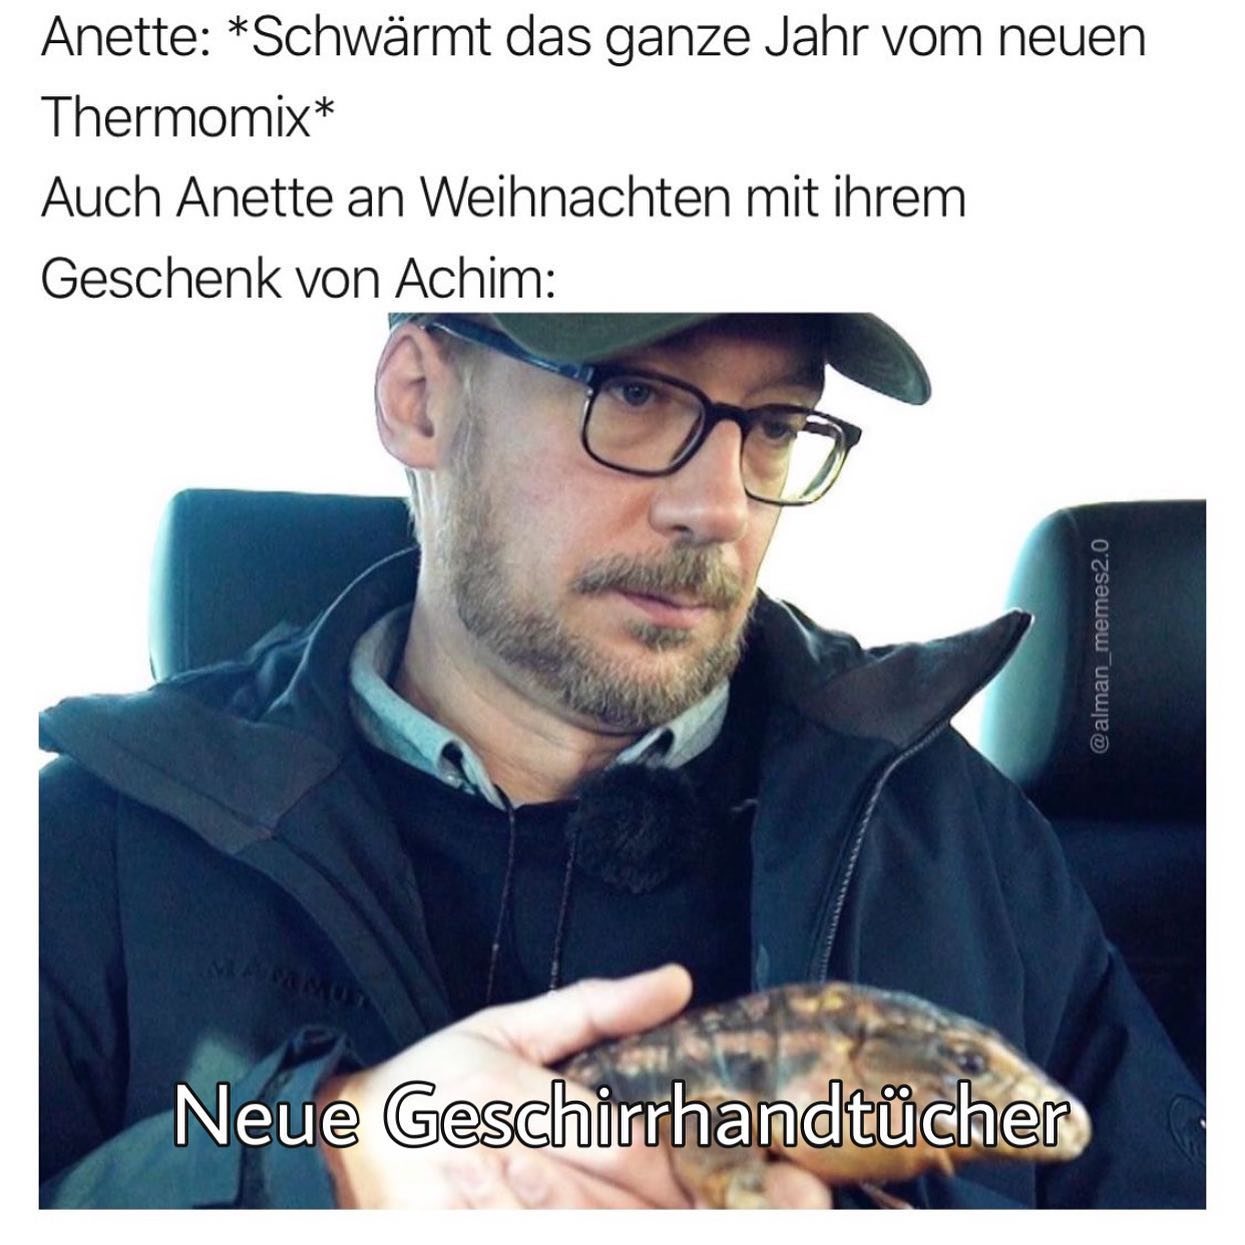 Anette: *Schwärmt das ganze Jahr vom neuen
Thermomix*
Auch Anette an Weihnachten mit ihrem
Geschenk von Achim:
@alman_memes2.0
MAMMUT
Neue Geschirrhandtücher